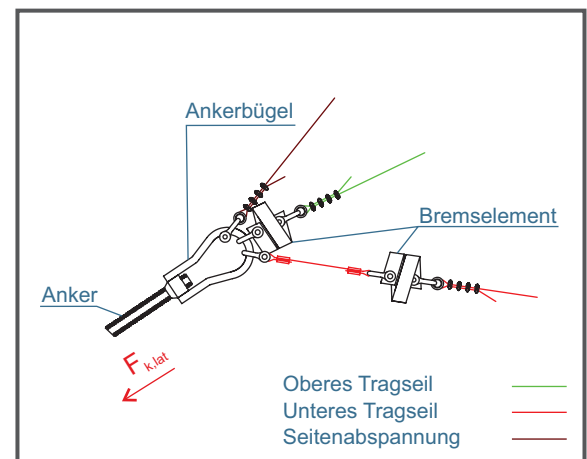 Ankerbügel
Bremselement
Anker
F k,lat
Oberes Tragseil
Unteres Tragseil
Seitenabspannung